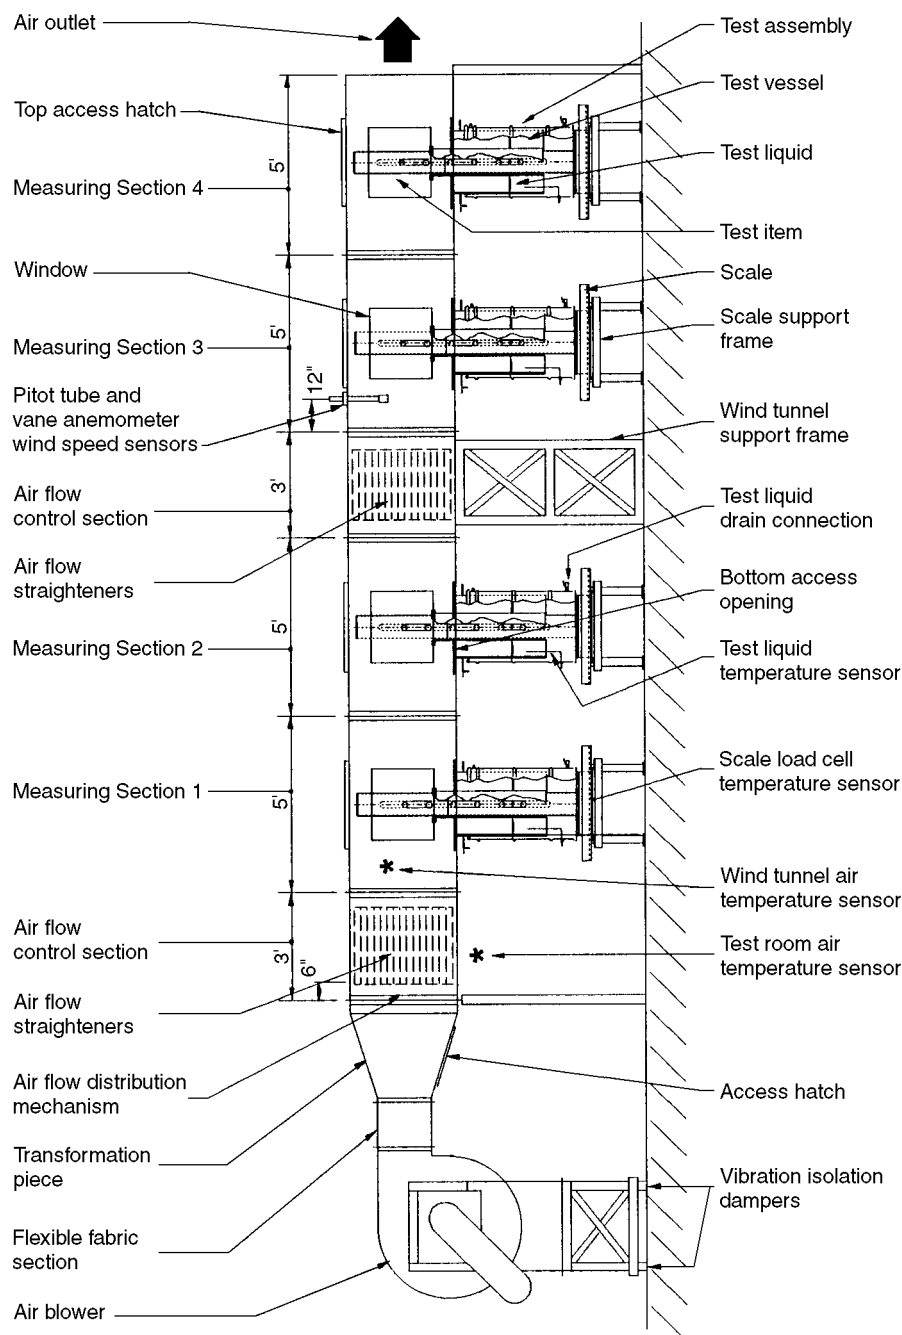 Air outlet
Top access hatch
5'
Measuring Section 4
Window
5'
Measuring Section 3
12"
Pitot tube and
vane anemometer
wind speed sensors
3'
Air flow
control section
Air flow
straighteners
5'
Measuring Section 2
Measuring Section 1
5'
Air flow
control section
3'
6"
Air flow
straighteners
Air flow distribution
mechanism
Transformation
piece
Flexible fabric
section
Air blower
Test assembly
Test vessel
Test liquid
Test item
Scale
Scale support
frame
Wind tunnel
support frame
Test liquid
drain connection
Bottom access
opening
Test liquid
temperature sensor
Scale load cell
temperature sensor
*
Wind tunnel air
temperature sensor
*
Test room air
temperature sensor
Access hatch
Vibration isolation
dampers